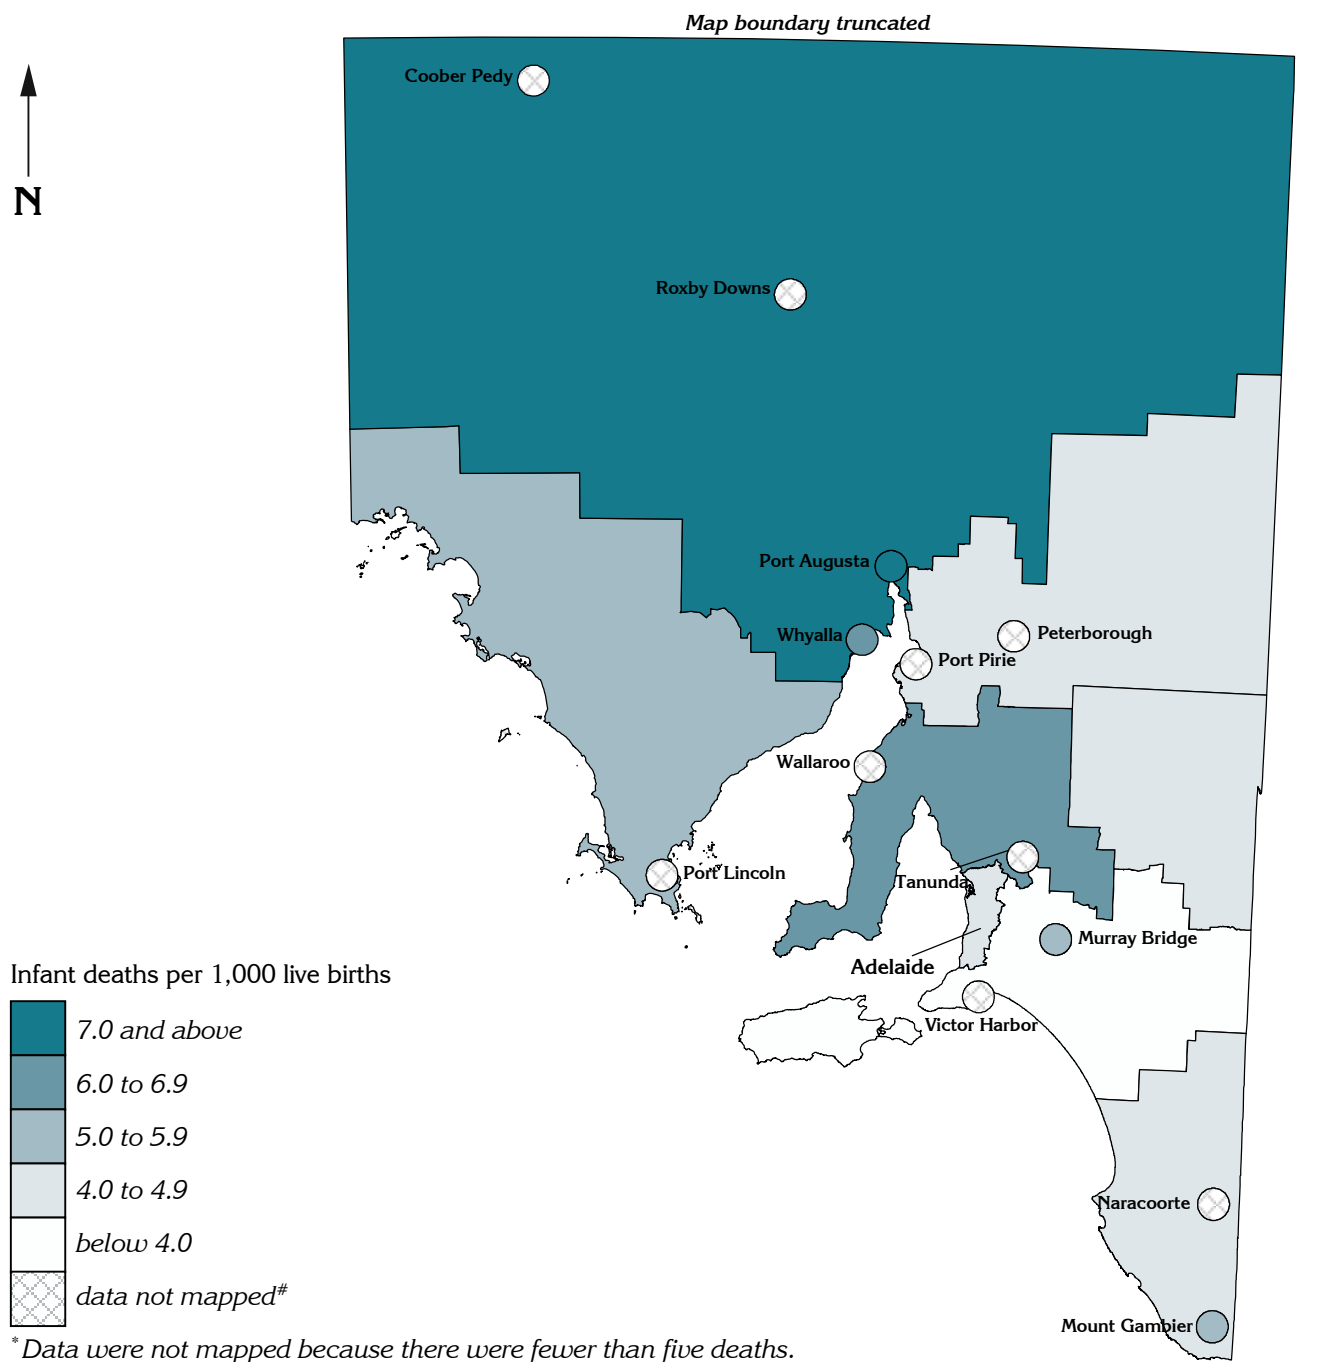 Map boundary truncated
Coober Pedy
N
Roxby Downs
Port Augusta
Whyalla
Peterborough
Port Pirie
Wallaroo
Port Lincoln
Tanunda
Murray Bridge
Adelaide
Victor Harbor
Infant deaths per 1,000 live births
7.0 and above
6.0 to 6.9
5.0 to 5.9
4.0 to 4.9
below 4.0
data not mapped#
Naracoorte
Mount Gambier
*Data were not mapped because there were fewer than five deaths.